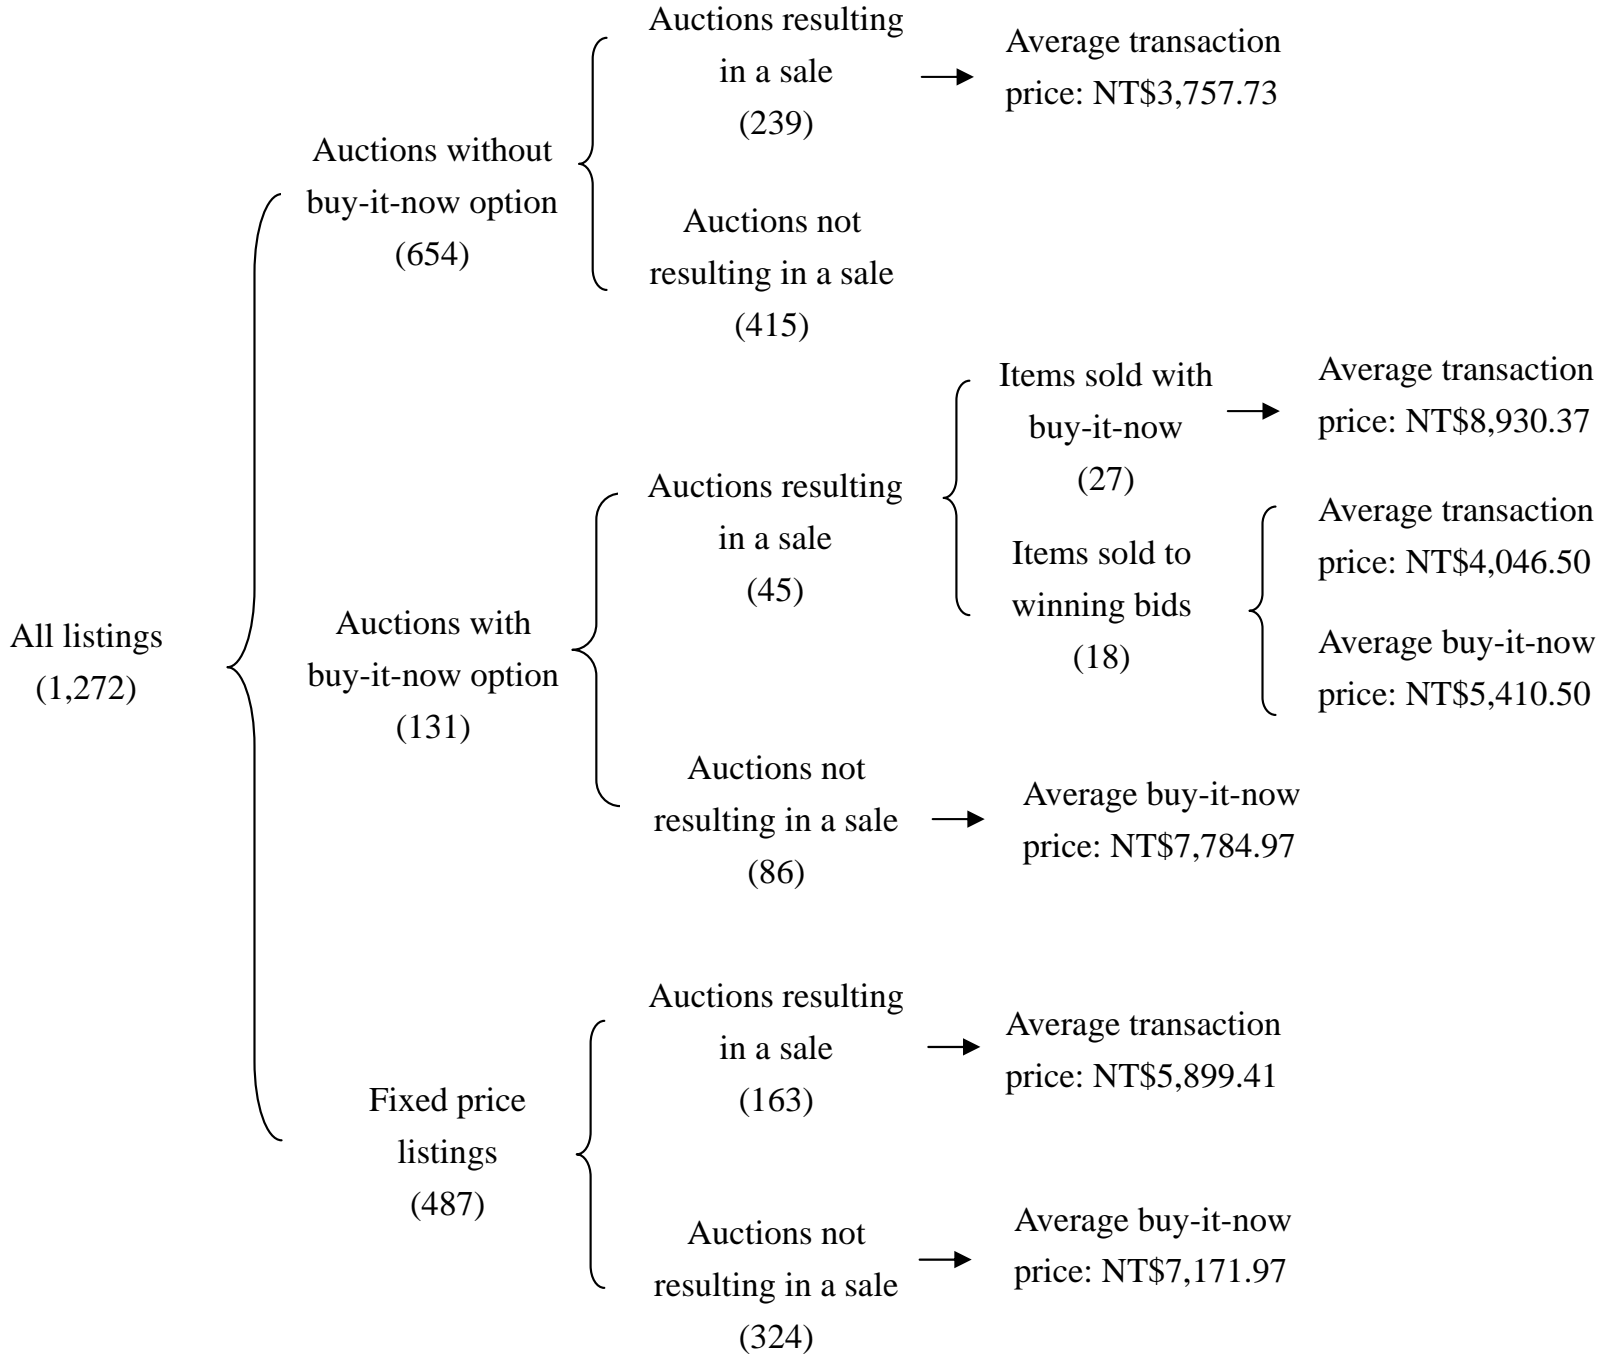 All listings
(1,272)
Auctions without
buy-it-now option
(654)
Auctions resulting
in a sale
(239)
Average transaction
price: NT$3,757.73
Auctions not
resulting in a sale
(415)
Auctions with
buy-it-now option
(131)
Auctions resulting
in a sale
(45)
Items sold with
buy-it-now
(27)
Average transaction
price: NT$8,930.37
Items sold to
winning bids
(18)
Average transaction
price: NT$4,046.50
Average buy-it-now
price: NT$5,410.50
Auctions not
resulting in a sale
(86)
Average buy-it-now
price: NT$7,784.97
Fixed price
listings
(487)
Auctions resulting
in a sale
(163)
Average transaction
price: NT$5,899.41
Auctions not
resulting in a sale
(324)
Average buy-it-now
price: NT$7,171.97